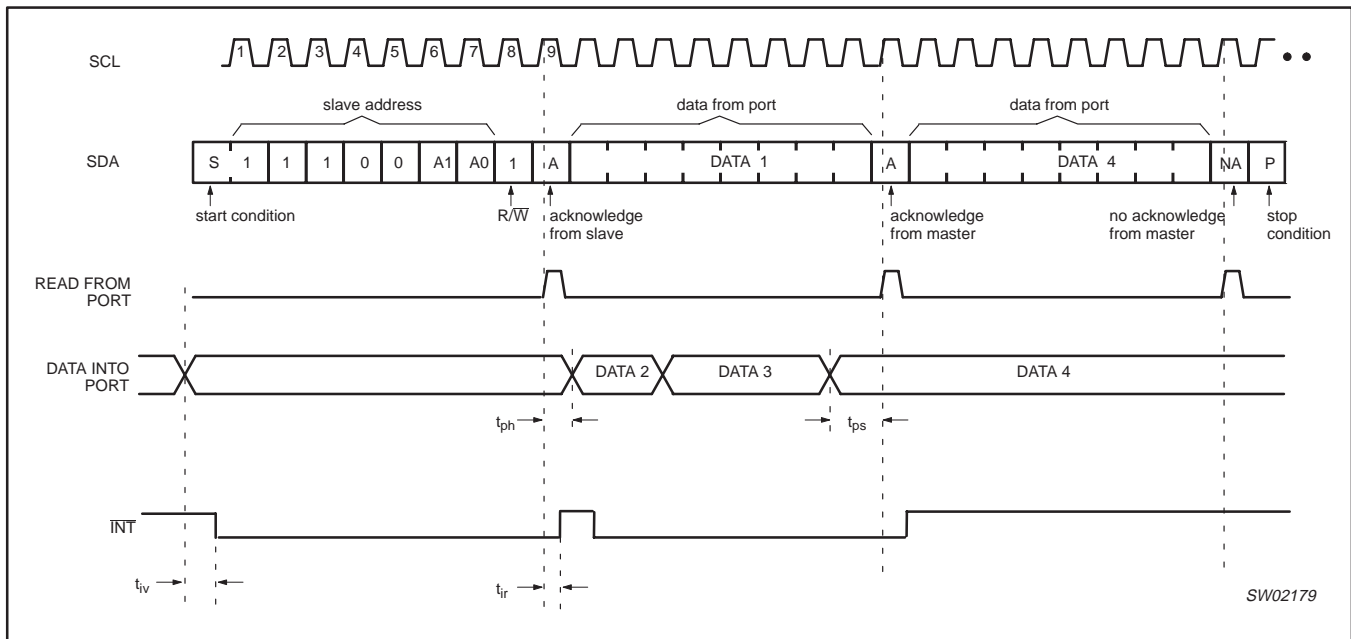 SCL
1 2 3 4 5 6 7 8 9
slave address
data from port
data from port
SDA
S 1 1 1 0 0 A1 A0 1 A DATA 1 A DATA 4 NA P
start condition
R/W̅
acknowledge
from slave
acknowledge
from master
no acknowledge
from master
stop
condition
READ FROM
PORT
DATA INTO
PORT
DATA 2
DATA 3
DATA 4
tph
tps
I̅N̅T̅
tiv
tir
SW02179